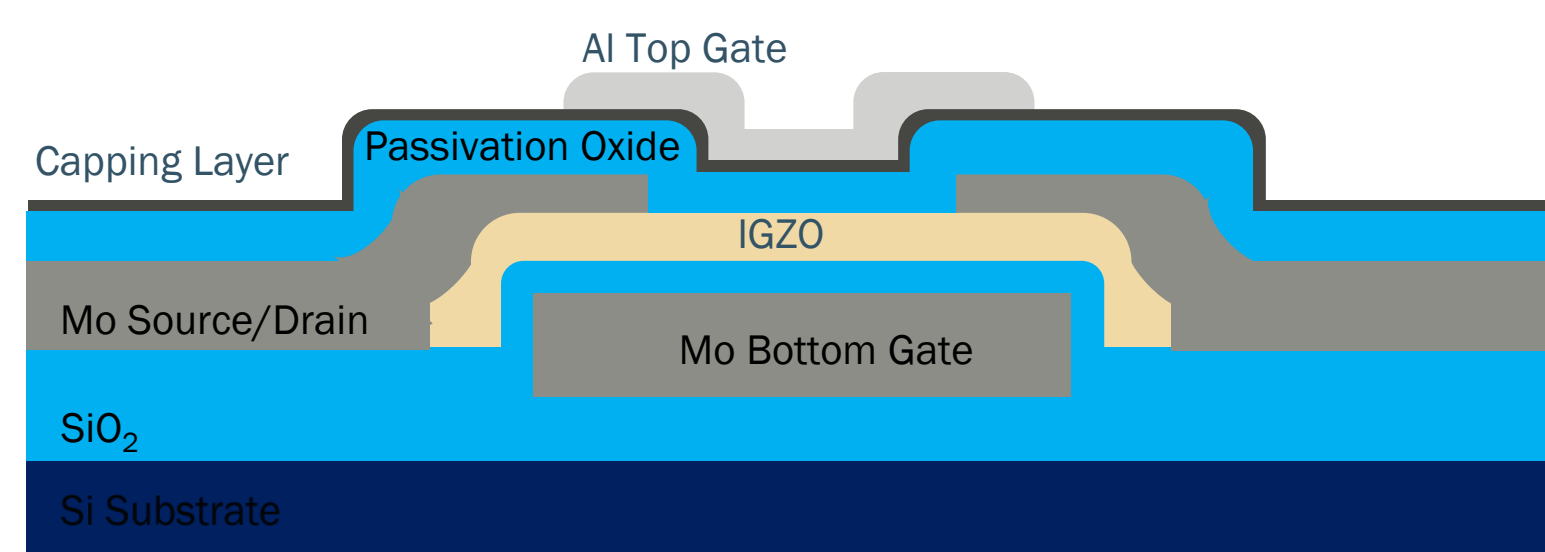 Al Top Gate
Passivation Oxide
Capping Layer
IGZO
Mo Source/Drain
Mo Bottom Gate
SiO₂
Si Substrate